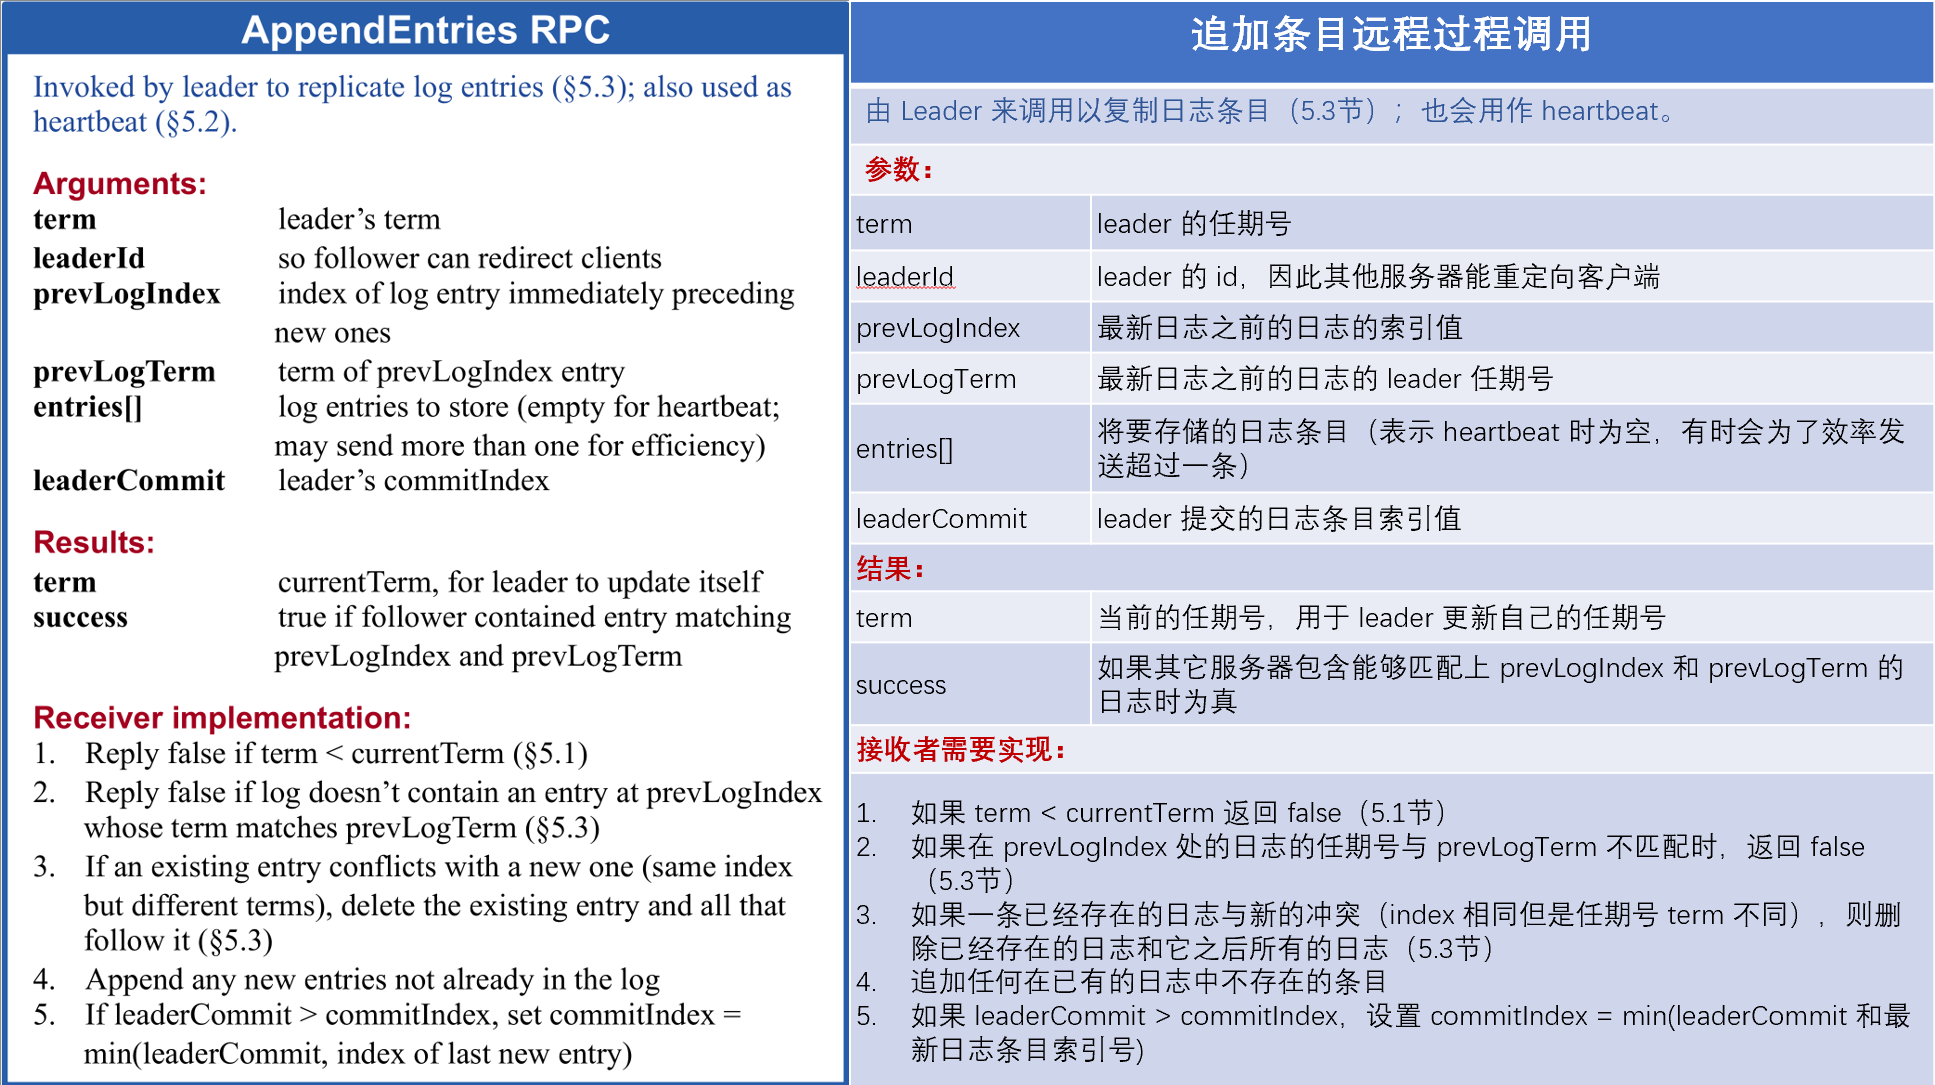 AppendEntries RPC
Invoked by leader to replicate log entries (§5.3); also used as
heartbeat (§5.2).
Arguments:
term leader’s term
leaderId so follower can redirect clients
prevLogIndex index of log entry immediately preceding
new ones
prevLogTerm term of prevLogIndex entry
entries[] log entries to store (empty for heartbeat;
may send more than one for efficiency)
leaderCommit leader’s commitIndex
Results:
term currentTerm, for leader to update itself
success true if follower contained entry matching
prevLogIndex and prevLogTerm
Receiver implementation:
1. Reply false if term < currentTerm (§5.1)
2. Reply false if log doesn’t contain an entry at prevLogIndex
whose term matches prevLogTerm (§5.3)
3. If an existing entry conflicts with a new one (same index
but different terms), delete the existing entry and all that
follow it (§5.3)
4. Append any new entries not already in the log
5. If leaderCommit > commitIndex, set commitIndex =
min(leaderCommit, index of last new entry)
追加条目远程过程调用
由 Leader 来调用以复制日志条目（5.3节）；也会用作 heartbeat。
参数：
term leader 的任期号
leaderId leader 的 id，因此其他服务器能重定向客户端
prevLogIndex 最新日志之前的日志的索引值
prevLogTerm 最新日志之前的日志的 leader 任期号
entries[] 将要存储的日志条目（表示 heartbeat 时为空，有时会为了效率发
送超过一条）
leaderCommit leader 提交的日志条目索引值
结果：
term 当前的任期号，用于 leader 更新自己的任期号
success 如果其它服务器包含能够匹配上 prevLogIndex 和 prevLogTerm 的
日志时为真
接收者需要实现：
1. 如果 term < currentTerm 返回 false（5.1节）
2. 如果在 prevLogIndex 处的日志的任期号与 prevLogTerm 不匹配时，返回 false
（5.3节）
3. 如果一条已经存在的日志与新的冲突（index 相同但是任期号 term 不同），则删
除已经存在的日志和它之后所有的日志（5.3节）
4. 追加任何在已有的日志中不存在的条目
5. 如果 leaderCommit > commitIndex，设置 commitIndex = min(leaderCommit 和最
新日志条目索引号)